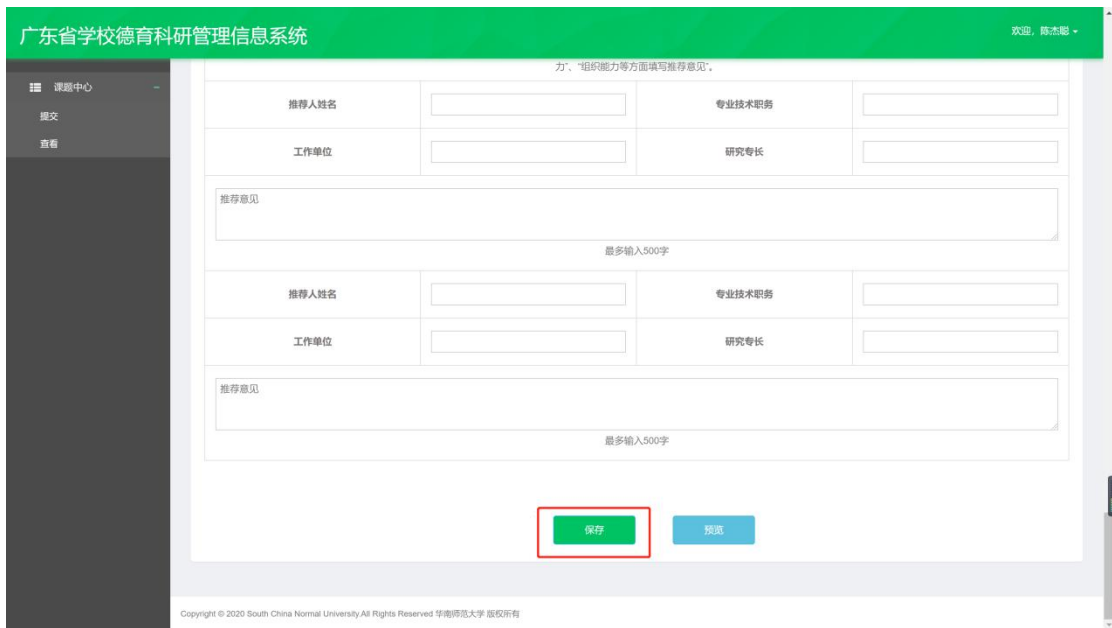 广东省学校德育科研管理信息系统
欢迎，陈杰聪
课题中心
提交
查看
力”、“组织能力等方面填写推荐意见”。
推荐人姓名 专业技术职务
工作单位 研究专长
推荐意见
最多输入500字
推荐人姓名 专业技术职务
工作单位 研究专长
推荐意见
最多输入500字
保存 预览
Copyright © 2020 South China Normal University.All Rights Reserved 华南师范大学 版权所有